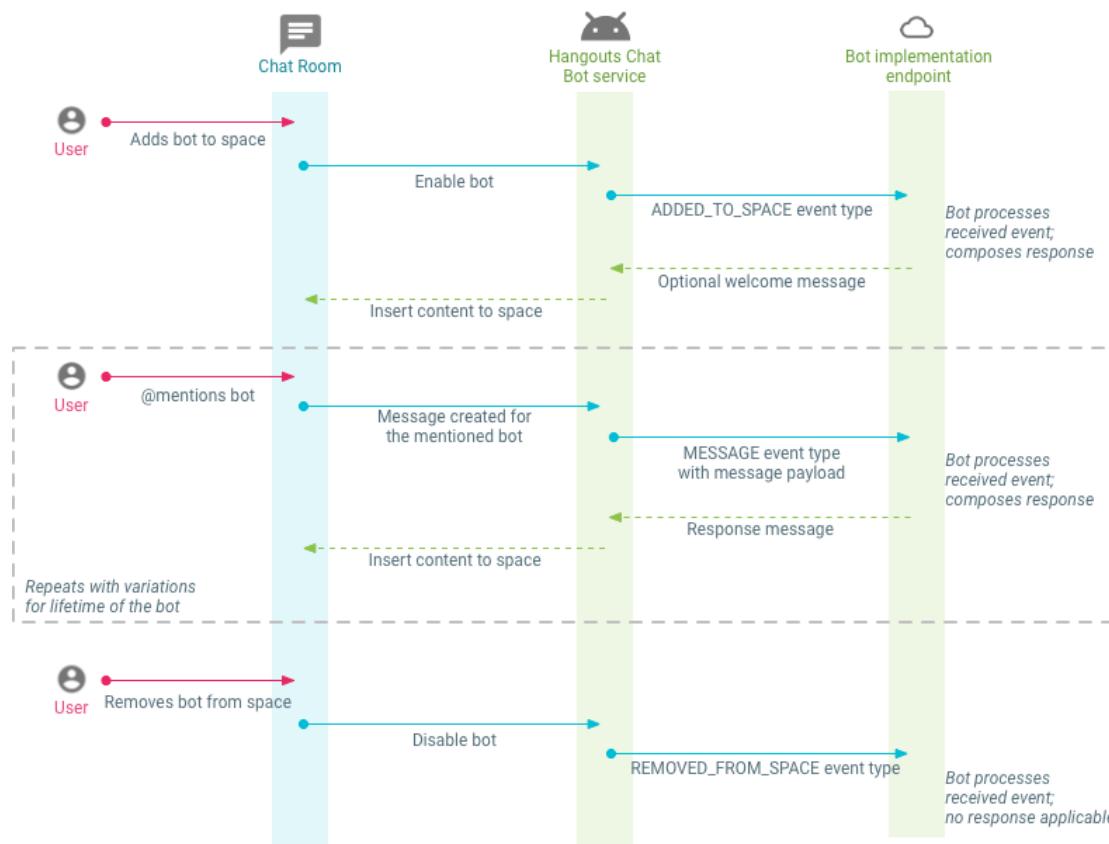 Chat Room
Hangouts Chat
Bot service
Bot implementation
endpoint
User
Adds bot to space
Enable bot
ADDED_TO_SPACE event type
Bot processes
received event;
composes response
Optional welcome message
Insert content to space
User
@mentions bot
Message created for
the mentioned bot
MESSAGE event type
with message payload
Bot processes
received event;
composes response
Response message
Insert content to space
Repeats with variations
for lifetime of the bot
User
Removes bot from space
Disable bot
REMOVED_FROM_SPACE event type
Bot processes
received event;
no response applicable